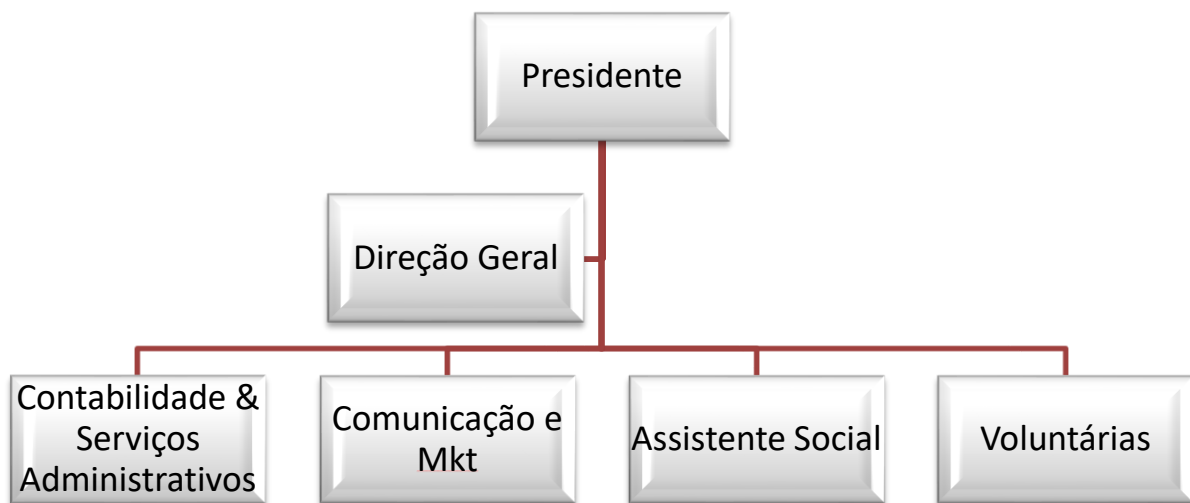 Presidente
Direção Geral
Contabilidade &
Serviços
Administrativos
Comunicação e
Mkt
Assistente Social
Voluntárias